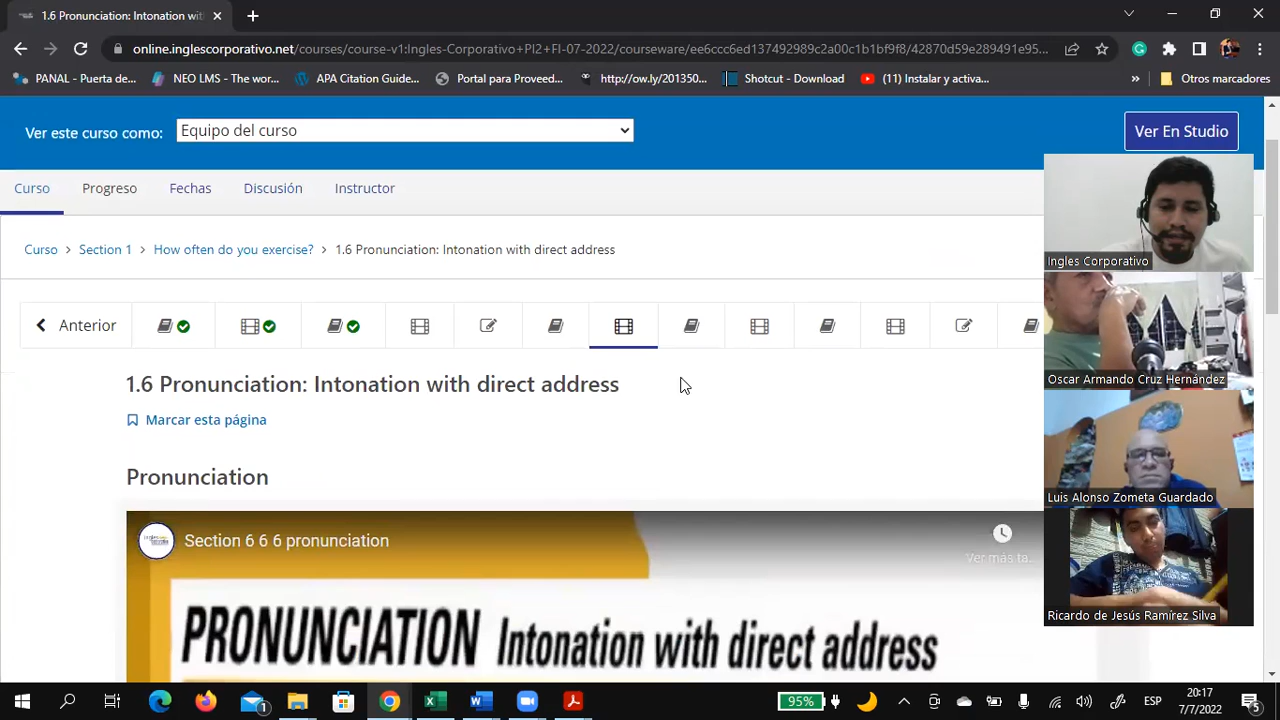 1.6 Pronunciation: Intonation wit
online.inglescorporativo.net/courses/course-v1:Ingles-Corporativo+PI2+FI-07-2022/courseware/ee6ccc6ed137492989c2a00c1b1bf9f8/42870d59e289491e95...
PANAL - Puerta de...
NEO LMS - The wor...
APA Citation Guide...
Portal para Proveed...
http://ow.ly/201350...
Shotcut - Download
(11) Instalar y activa...
»
Otros marcadores
Ver este curso como:
Equipo del curso
Ver En Studio
Curso
Progreso
Fechas
Discusión
Instructor
Curso > Section 1 > How often do you exercise? > 1.6 Pronunciation: Intonation with direct address
Anterior
1.6 Pronunciation: Intonation with direct address
Marcar esta página
Pronunciation
Section 6 6 6 pronunciation
Ver más ta...
PRONUNCIATION Intonation with direct address
Ingles Corporativo
Oscar Armando Cruz Hernández
Luis Alonso Zometa Guardado
Ricardo de Jesús Ramírez Silva
1
95%
ESP
20:17
7/7/2022
5